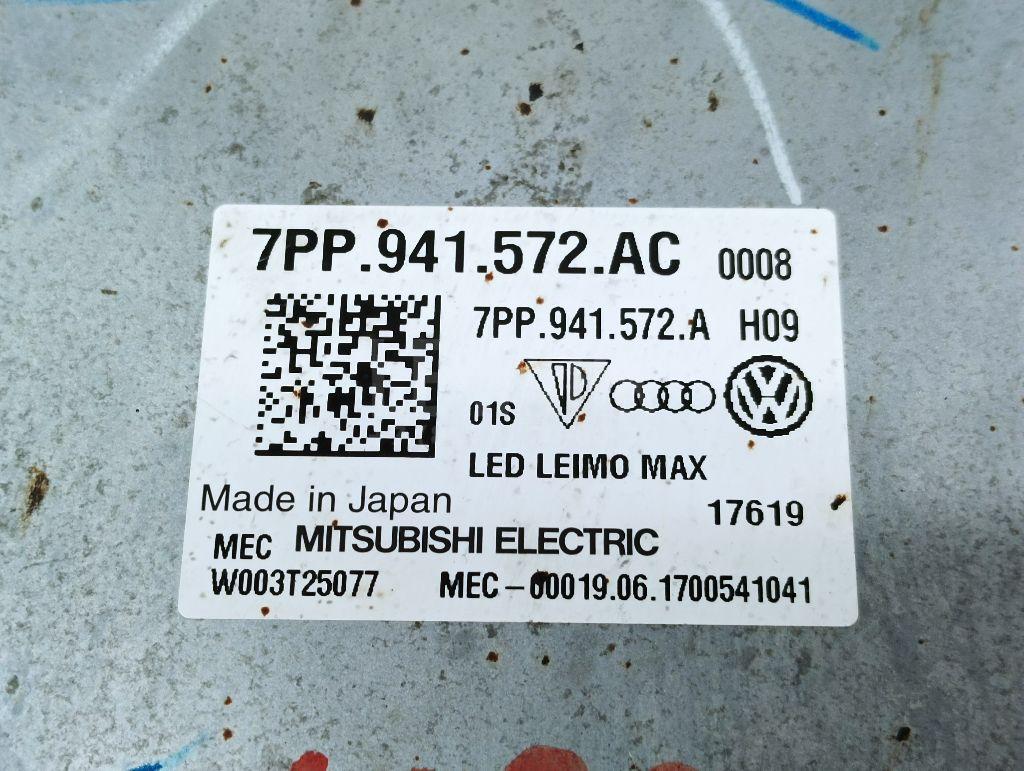 7PP.941.572.AC 0008
7PP.941.572.A H09
01S
LED LEIMO MAX
Made in Japan 17619
MEC MITSUBISHI ELECTRIC
W003T25077 MEC-00019.06.1700541041